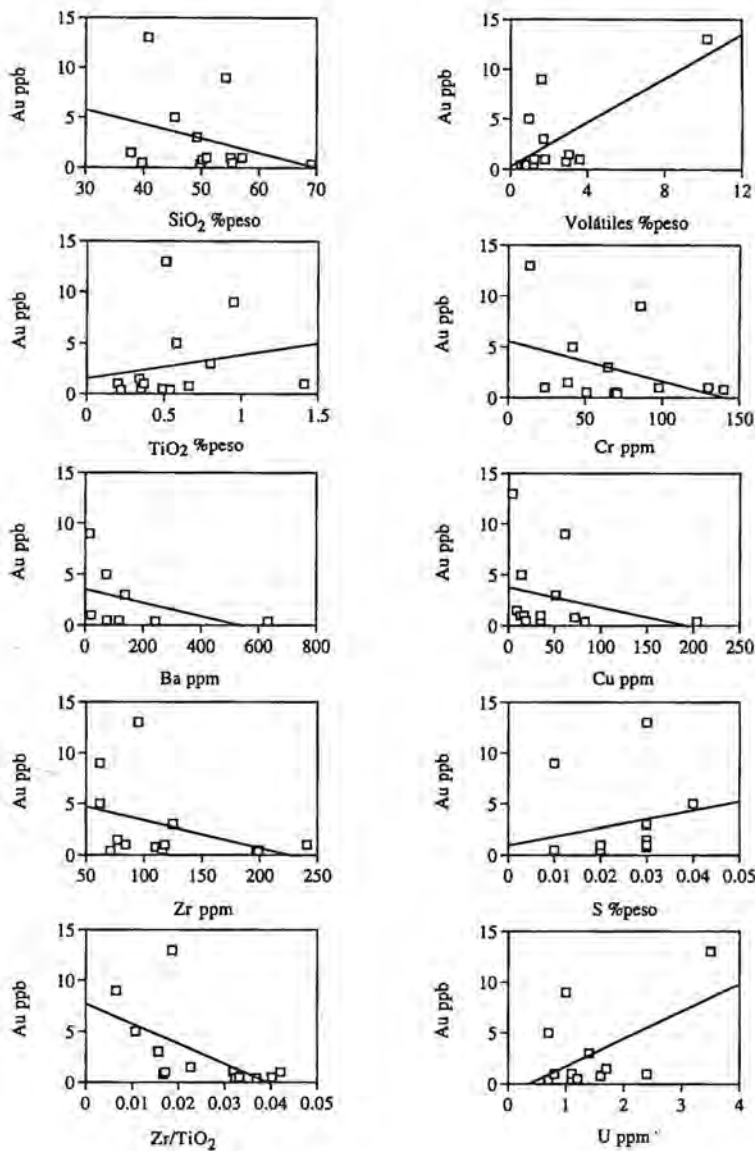 15
10
5
0
Au ppb
30 40 50 60 70
SiO2 %peso
15
10
5
0
Au ppb
0 4 8 12
Volátiles %peso
15
10
5
0
Au ppb
0 0.5 1 1.5
TiO2 %peso
15
10
5
0
Au ppb
0 50 100 150
Cr ppm
15
10
5
0
Au ppb
0 200 400 600 800
Ba ppm
15
10
5
0
Au ppb
0 50 100 150 200 250
Cu ppm
15
10
5
0
Au ppb
50 100 150 200 250
Zr ppm
15
10
5
0
Au ppb
0 0.01 0.02 0.03 0.04 0.05
S %peso
15
10
5
0
Au ppb
0 0.01 0.02 0.03 0.04 0.05
Zr/TiO2
15
10
5
0
Au ppb
0 1 2 3 4
U ppm